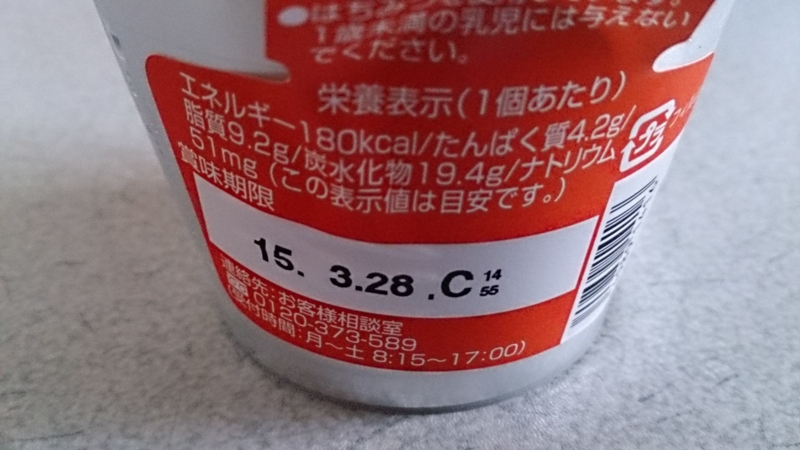 1歳未満の乳児には与えない
でください。
栄養表示(1個あたり)
エネルギー180kcal/たんぱく質4.2g/
脂質9.2g/炭水化物19.4g/ナトリウム
51mg(この表示値は目安です。)
賞味期限
15. 3.28 .C 14
55
プラ
連絡先:お客様相談室
0120-373-589
受付時間:月〜土 8:15〜17:00)